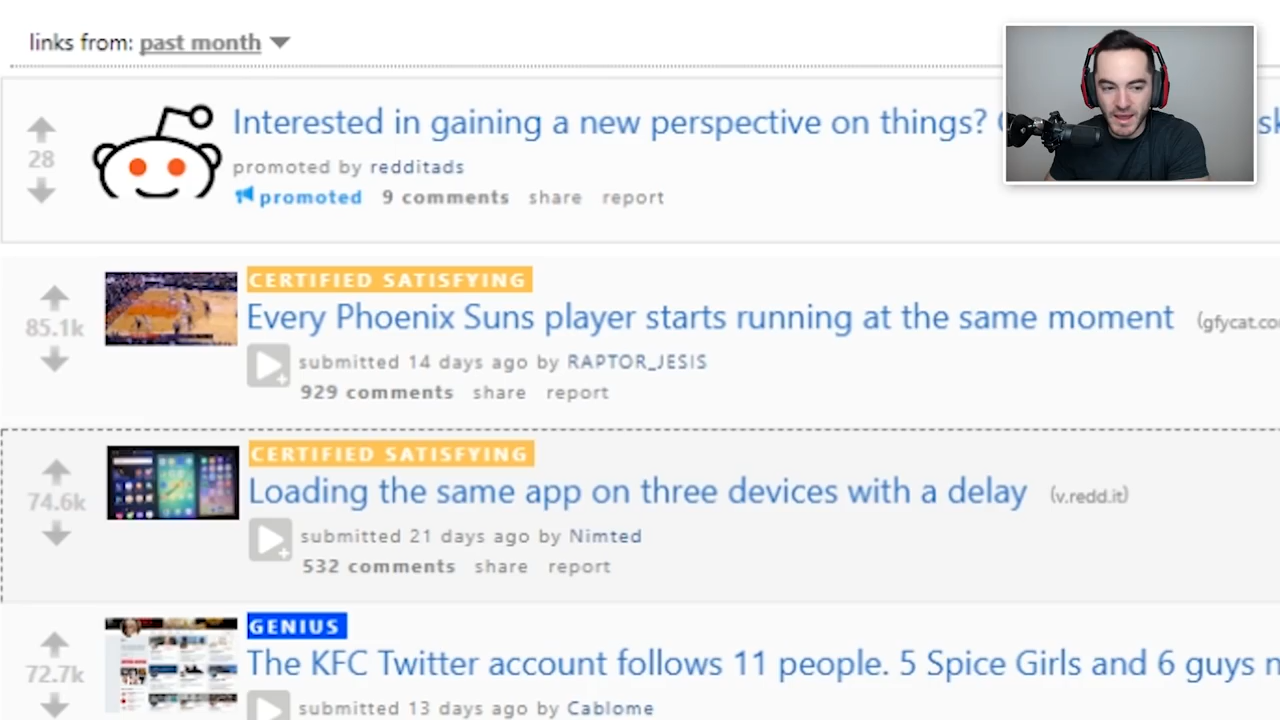 links from: past month
Interested in gaining a new perspective on things?
28
promoted by redditads
promoted 9 comments share report
CERTIFIED SATISFYING
Every Phoenix Suns player starts running at the same moment (gfycat.co
85.1k
submitted 14 days ago by RAPTOR_JESIS
929 comments share report
CERTIFIED SATISFYING
Loading the same app on three devices with a delay (v.redd.it)
74.6k
submitted 21 days ago by Nimted
532 comments share report
GENIUS
The KFC Twitter account follows 11 people. 5 Spice Girls and 6 guys n
72.7k
submitted 13 days ago by Cablome